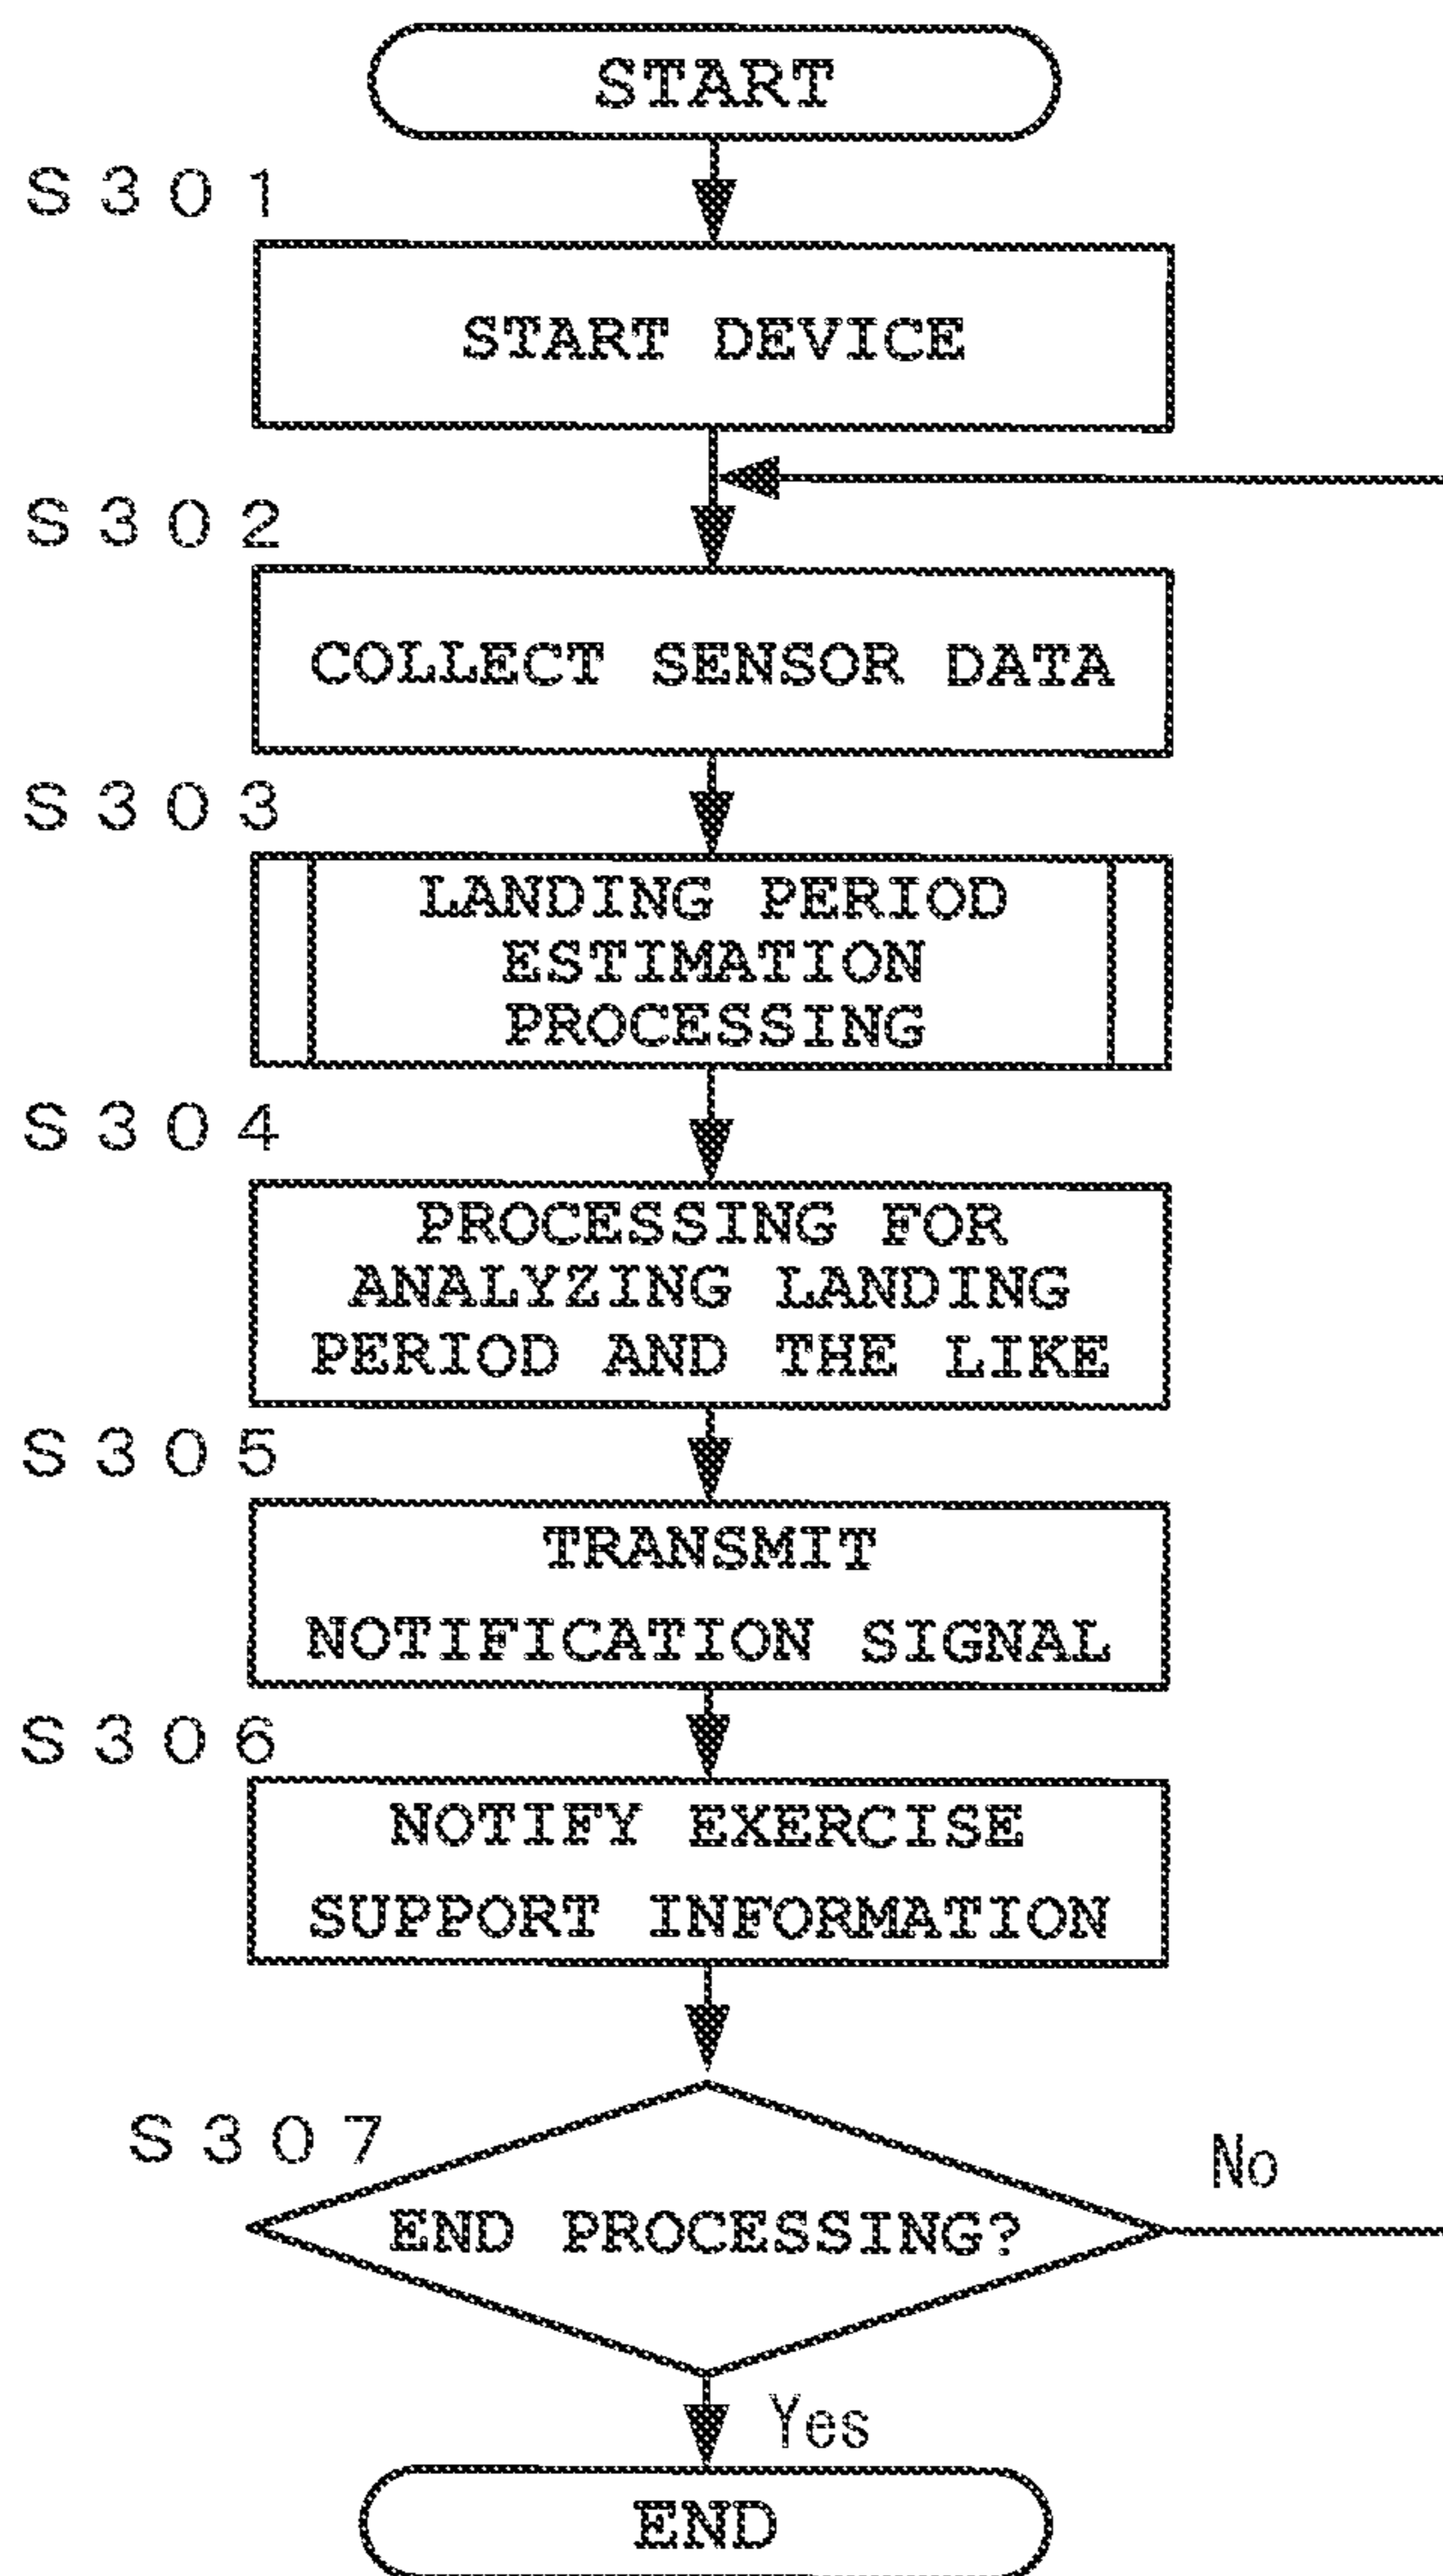 START
S301
START DEVICE
S302
COLLECT SENSOR DATA
S303
LANDING PERIOD
ESTIMATION
PROCESSING
S304
PROCESSING FOR
ANALYZING LANDING
PERIOD AND THE LIKE
S305
TRANSMIT
NOTIFICATION SIGNAL
S306
NOTIFY EXERCISE
SUPPORT INFORMATION
S307
No
END PROCESSING?
Yes
END